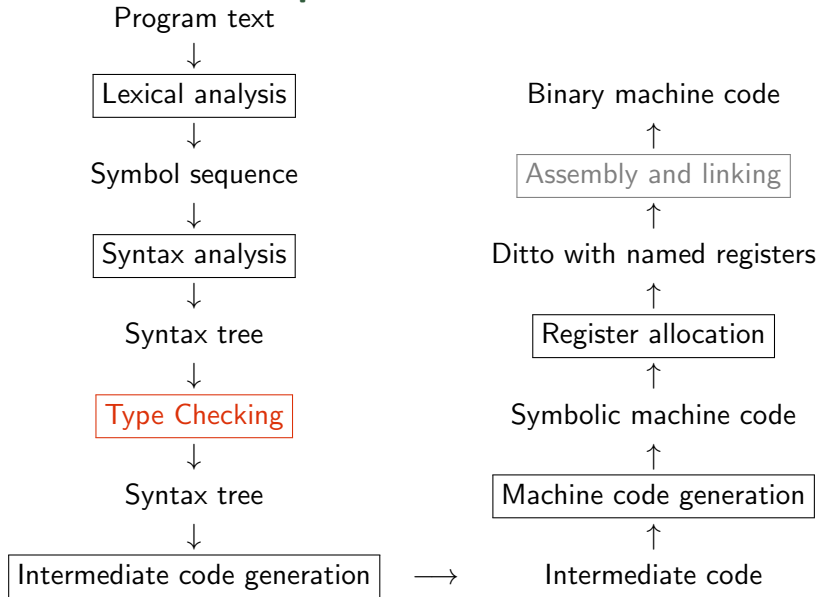 Program text
↓
Lexical analysis
↓
Symbol sequence
↓
Syntax analysis
↓
Syntax tree
↓
Type Checking
↓
Syntax tree
↓
Intermediate code generation
⟶
Intermediate code
↑
Machine code generation
↑
Symbolic machine code
↑
Register allocation
↑
Ditto with named registers
↑
Assembly and linking
↑
Binary machine code